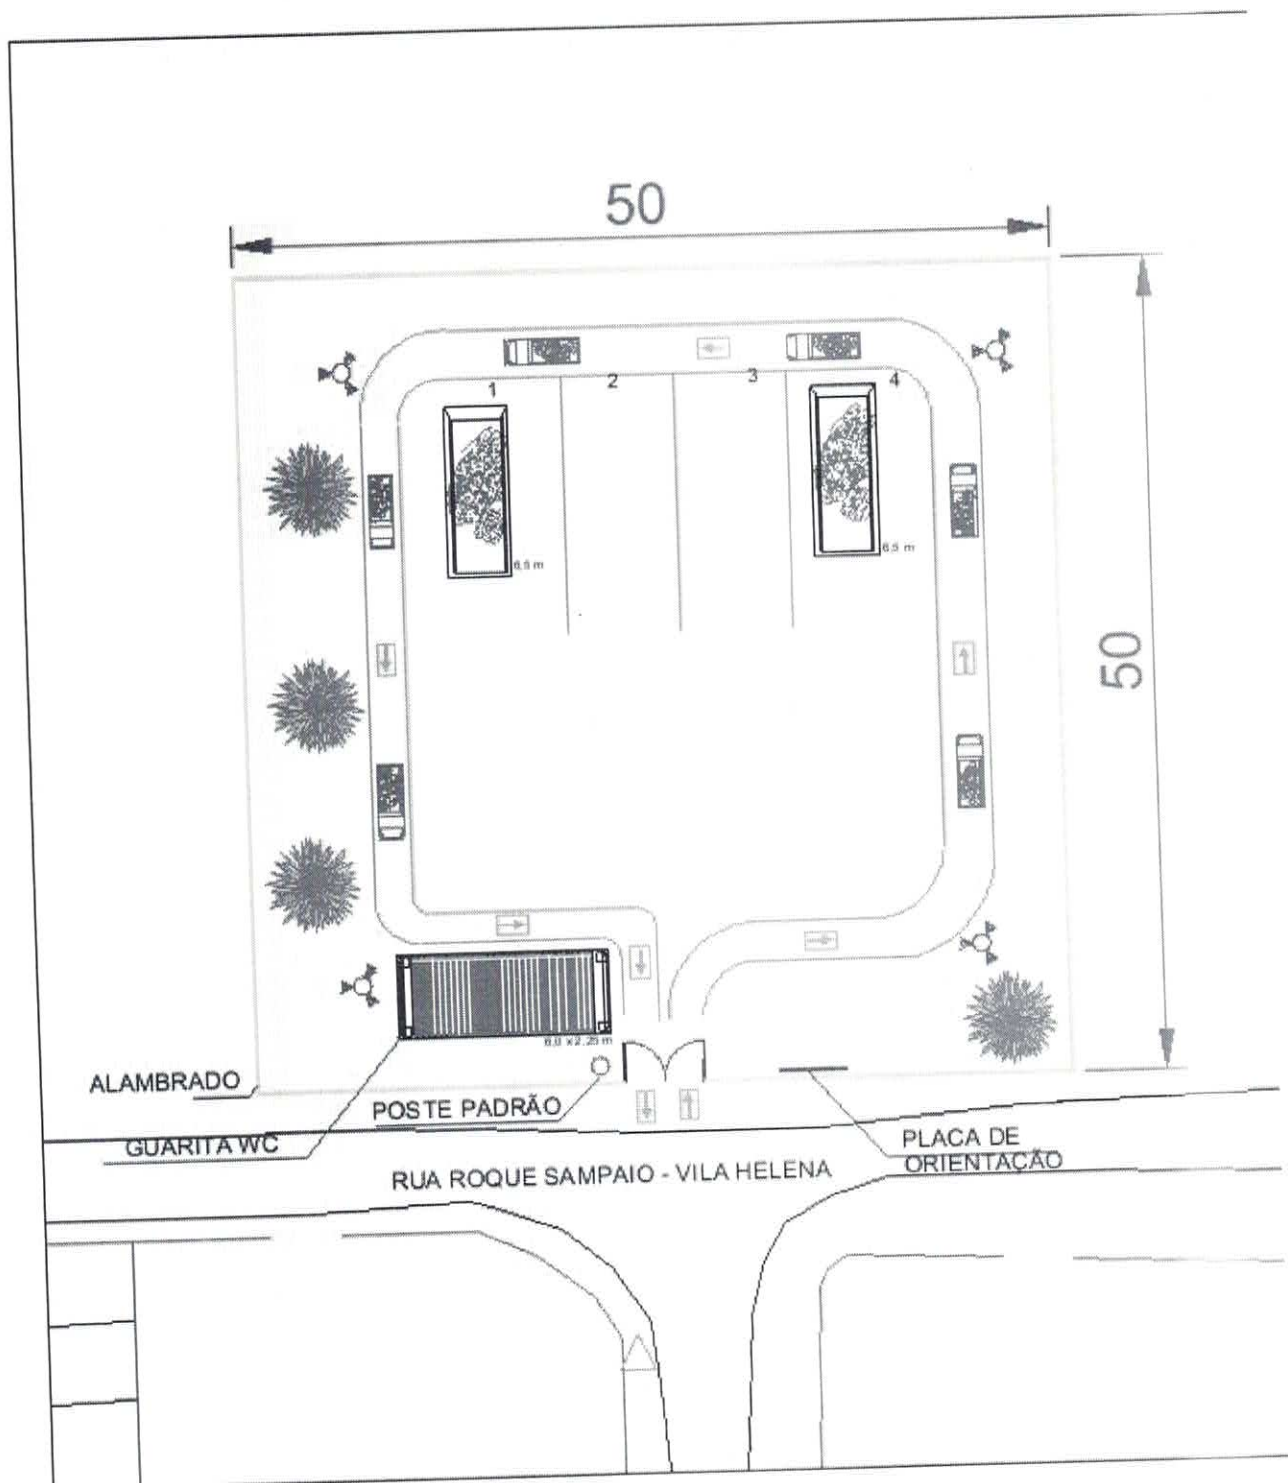 50
1
2
3
4
6,5 m
6,5 m
50
6,0 x 2,25 m
ALAMBRADO
POSTE PADRÃO
GUARITA WC
PLACA DE
ORIENTAÇÃO
RUA ROQUE SAMPAIO - VILA HELENA